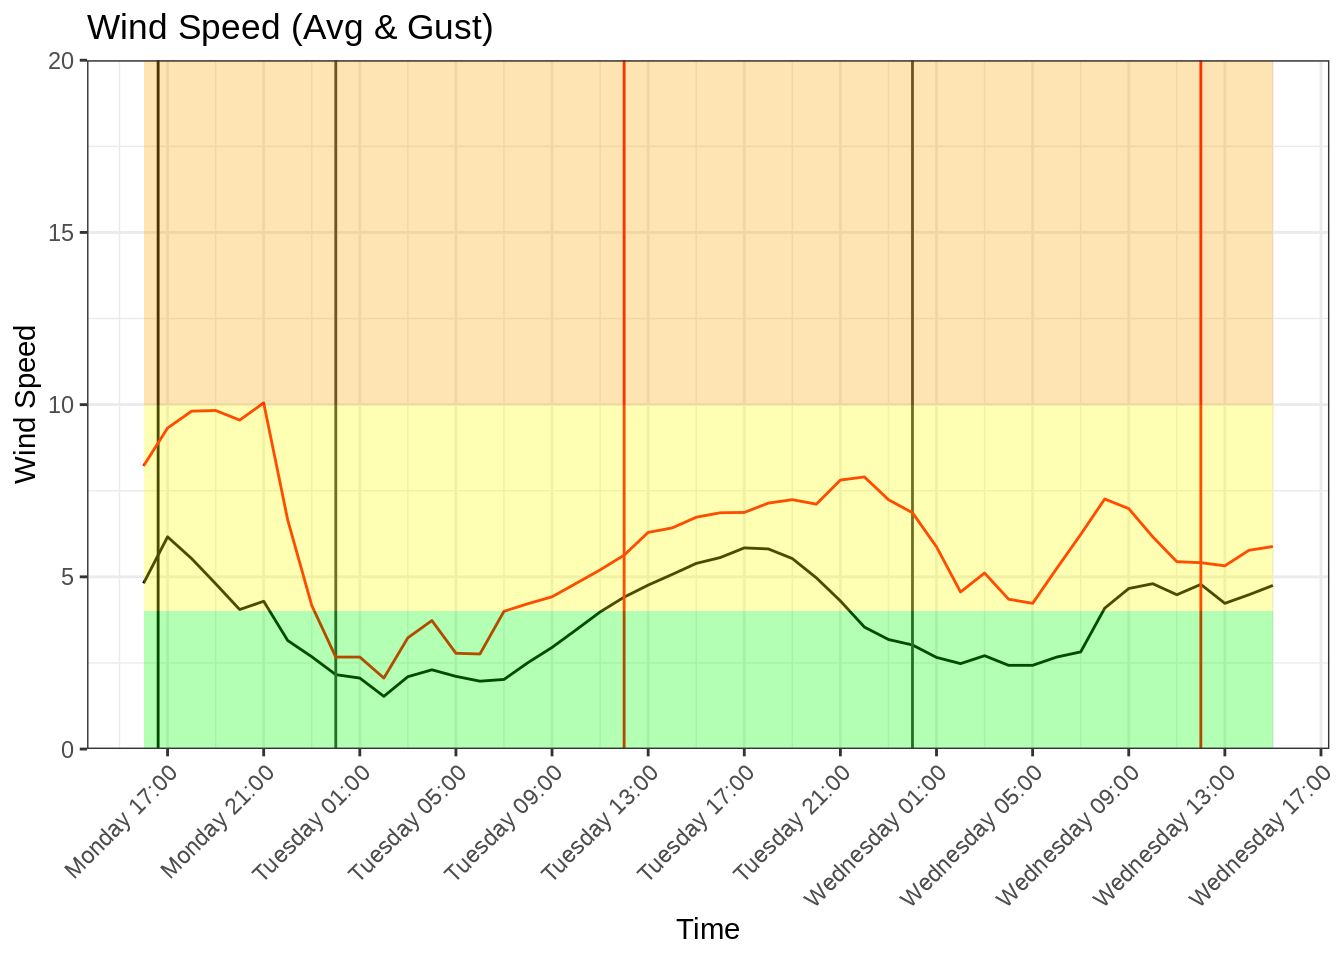 Wind Speed (Avg & Gust)
20
15
10
5
0
Wind Speed
Monday 17:00
Monday 21:00
Tuesday 01:00
Tuesday 05:00
Tuesday 09:00
Tuesday 13:00
Tuesday 17:00
Tuesday 21:00
Wednesday 01:00
Wednesday 05:00
Wednesday 09:00
Wednesday 13:00
Wednesday 17:00
Time